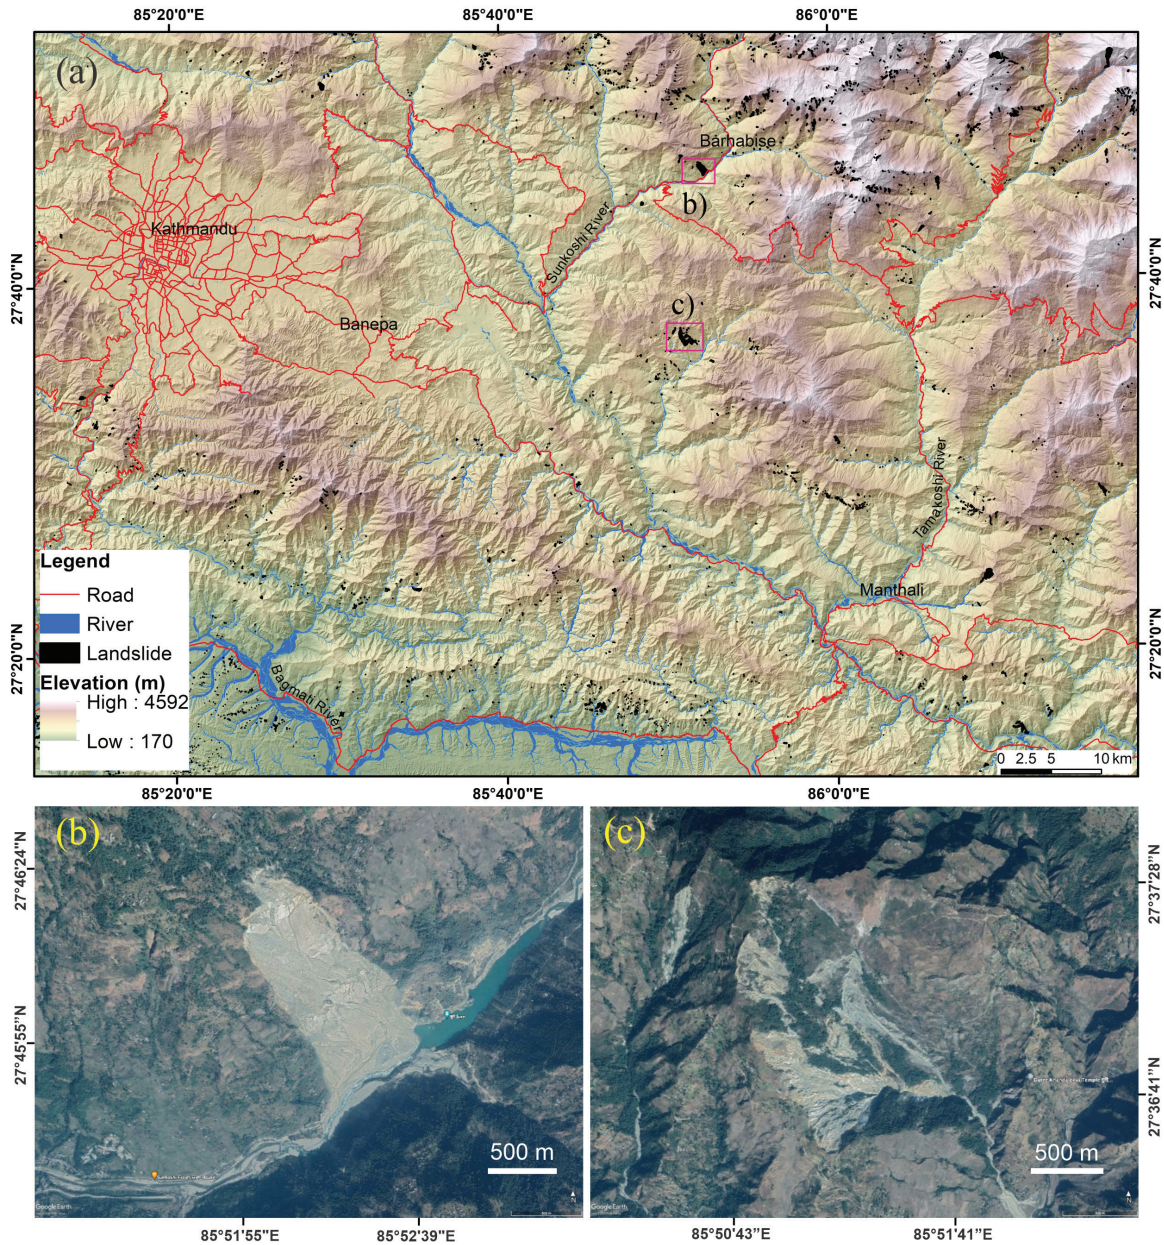 85°20'0"E 85°40'0"E 86°0'0"E
(a)
Barhabise
b)
Kathmandu
Sunkoshi River
27°40'0"N
27°40'0"N
c)
Banepa
Tamakoshi River
Manthali
Legend
Road
River
Landslide
Elevation (m)
High : 4592
Low : 170
Bagmati River
27°20'0"N
27°20'0"N
0 2.5 5 10 km
85°20'0"E 85°40'0"E 86°0'0"E
(b)
27°46'24"N
27°45'55"N
500 m
Google Earth
N
85°51'55"E 85°52'39"E
(c)
27°37'28"N
27°36'41"N
500 m
Google Earth
N
85°50'43"E 85°51'41"E